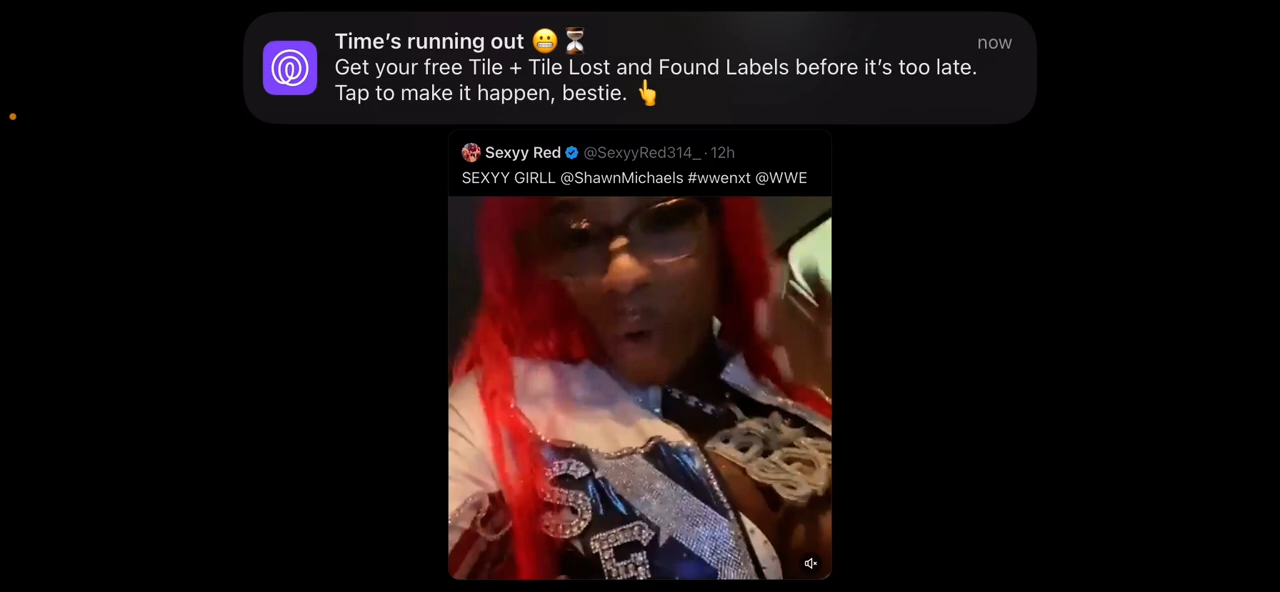 Time’s running out 😬 ⏳
now
Get your free Tile + Tile Lost and Found Labels before it’s too late.
Tap to make it happen, bestie. 👆
Sexyy Red @SexyyRed314_ · 12h
SEXYY GIRLL @ShawnMichaels #wwenxt @WWE
S
E